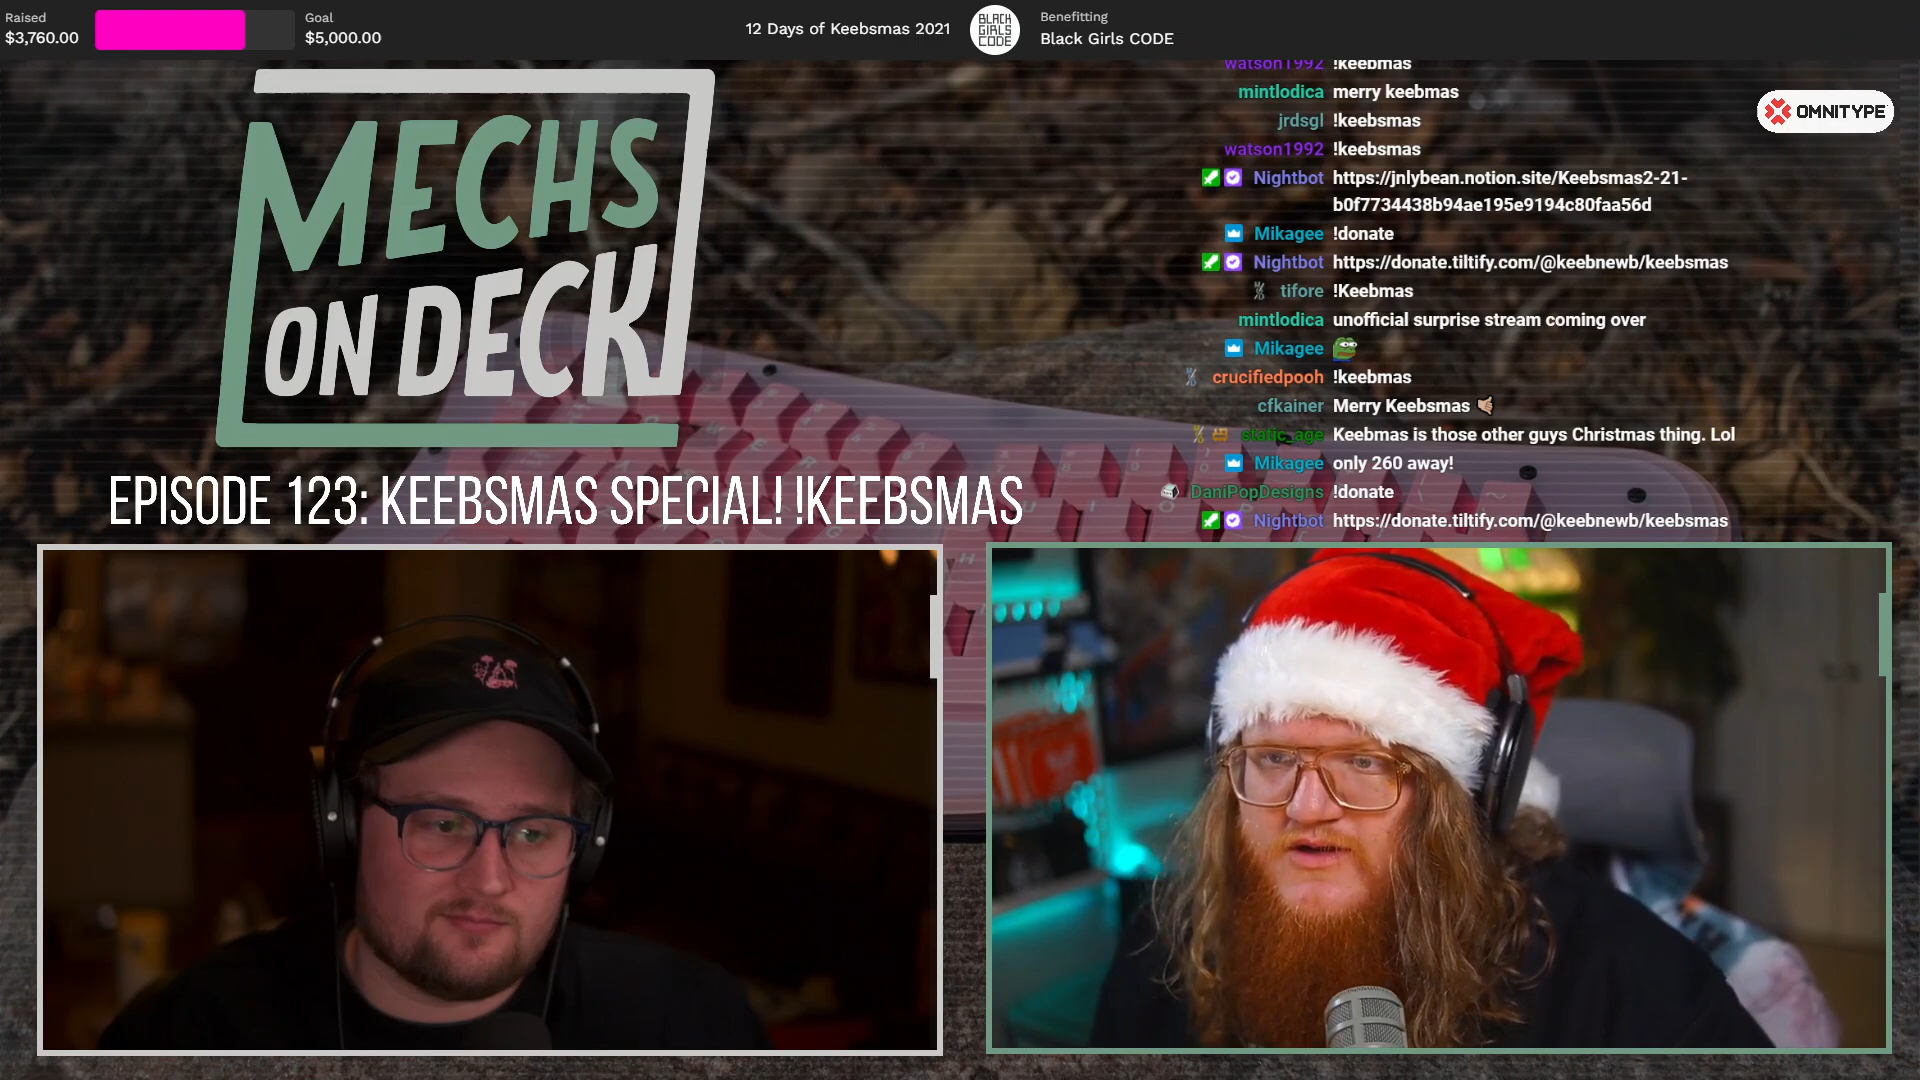 Raised
$3,760.00
Goal
$5,000.00
12 Days of Keebsmas 2021
BLACK
GIRLS
CODE
Benefitting
Black Girls CODE
OMNITYPE
MECHS
ON DECK
EPISODE 123: KEEBSMAS SPECIAL! !KEEBSMAS
watson1992 !keebmas
mintlodica merry keebmas
jrdsgl !keebsmas
watson1992 !keebsmas
Nightbot https://jnlybean.notion.site/Keebsmas2-21-
b0f7734438b94ae195e9194c80faa56d
Mikagee !donate
Nightbot https://donate.tiltify.com/@keebnewb/keebsmas
tifore !Keebmas
mintlodica unofficial surprise stream coming over
Mikagee
crucifiedpooh !keebmas
cfkainer Merry Keebsmas
static_age Keebmas is those other guys Christmas thing. Lol
Mikagee only 260 away!
DaniPopDesigns !donate
Nightbot https://donate.tiltify.com/@keebnewb/keebsmas